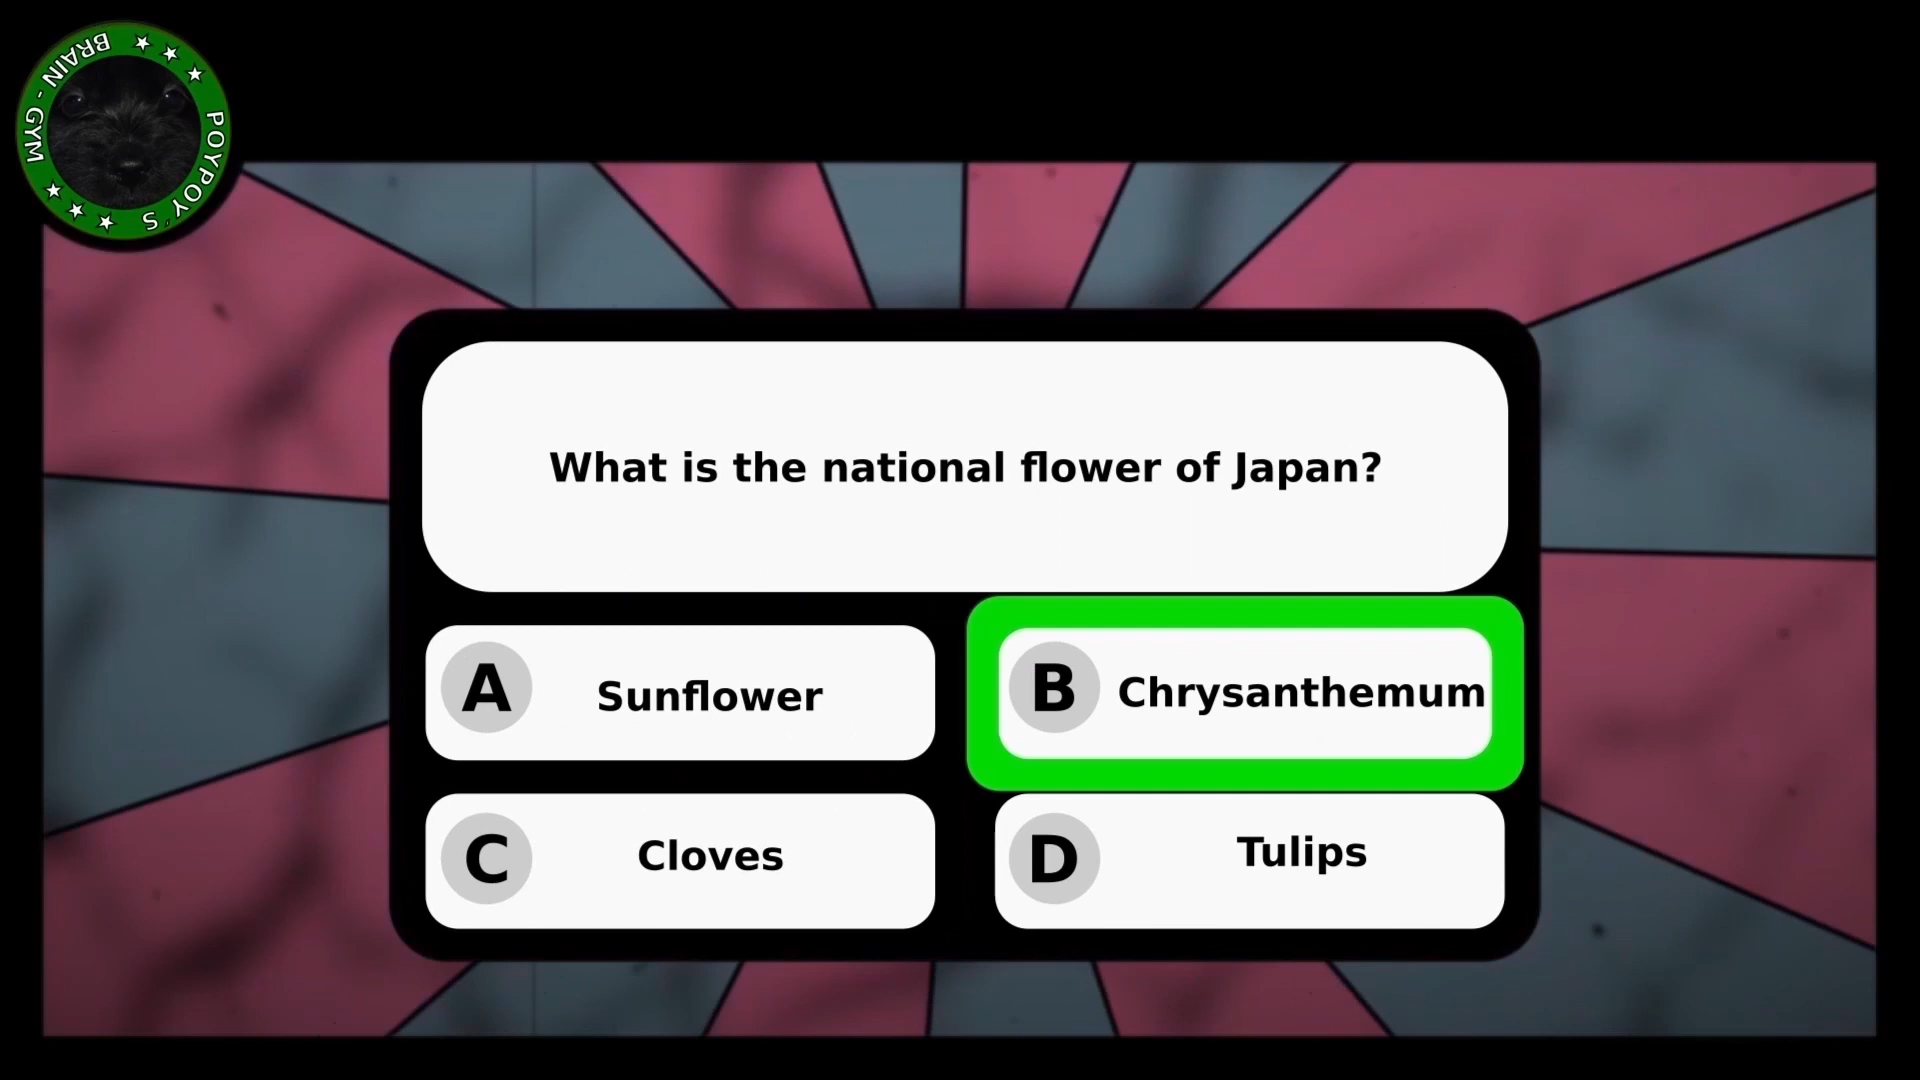 POYPOY'S
BRAIN - GYM
What is the national flower of Japan?
A Sunflower
B Chrysanthemum
C Cloves
D Tulips